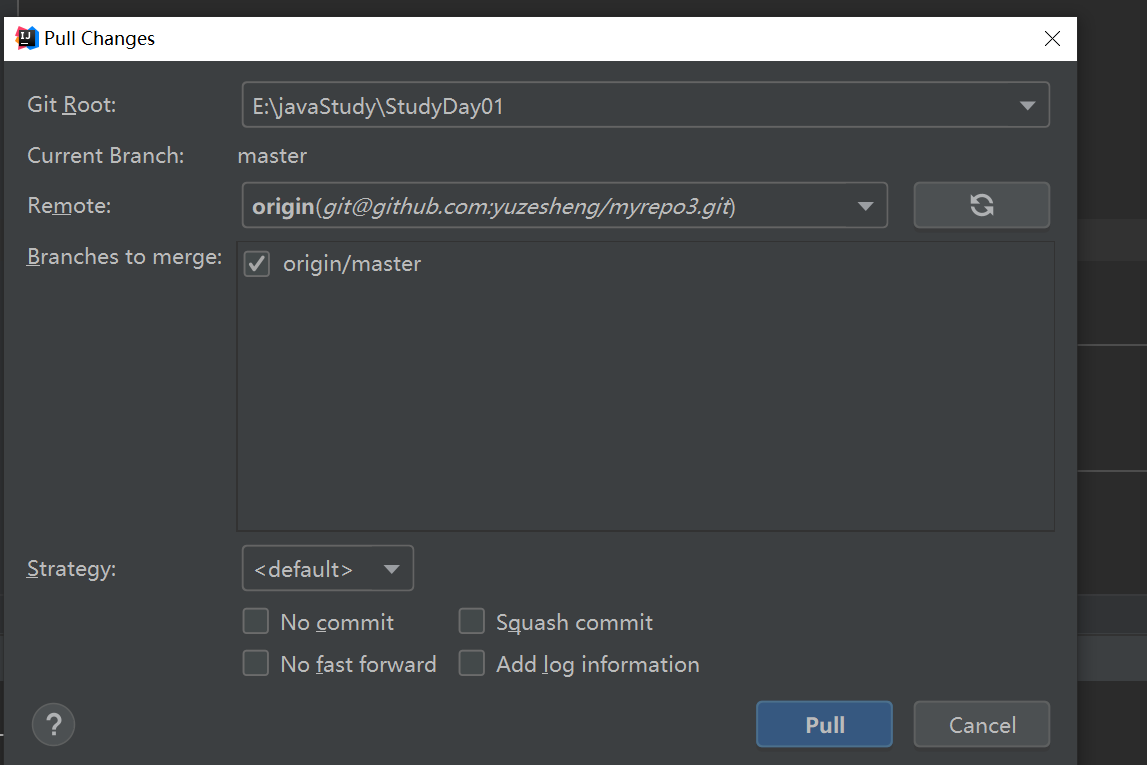 Pull Changes
Git Root: E:\javaStudy\StudyDay01
Current Branch: master
Remote: origin(git@github.com:yuzesheng/myrepo3.git)
Branches to merge: origin/master
Strategy: <default>
No commit Squash commit
No fast forward Add log information
? Pull Cancel